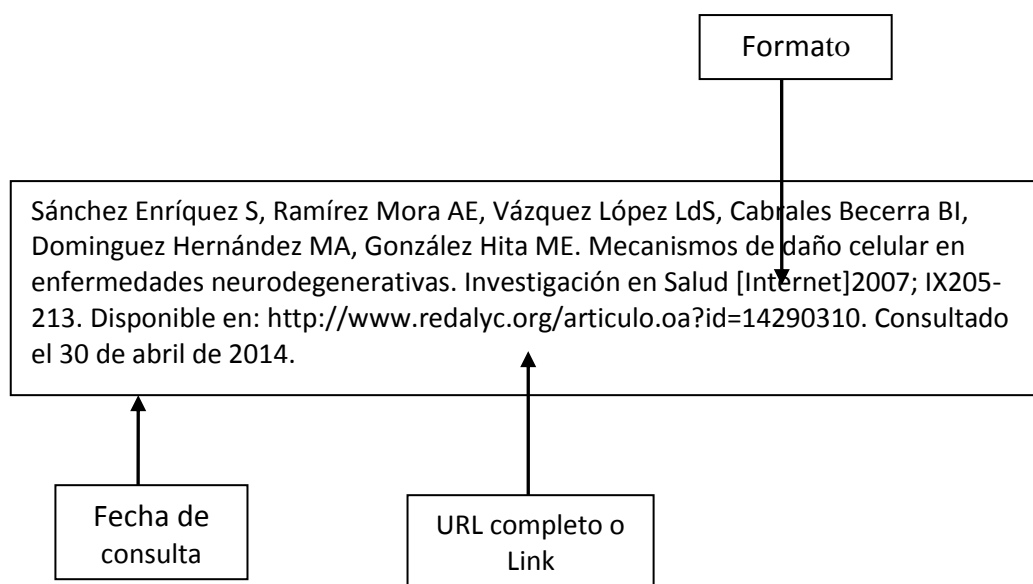 Formato
Sánchez Enríquez S, Ramírez Mora AE, Vázquez López LdS, Cabrales Becerra BI,
Dominguez Hernández MA, González Hita ME. Mecanismos de daño celular en
enfermedades neurodegenerativas. Investigación en Salud [Internet]2007; IX205-
213. Disponible en: http://www.redalyc.org/articulo.oa?id=14290310. Consultado
el 30 de abril de 2014.
Fecha de
consulta
URL completo o
Link